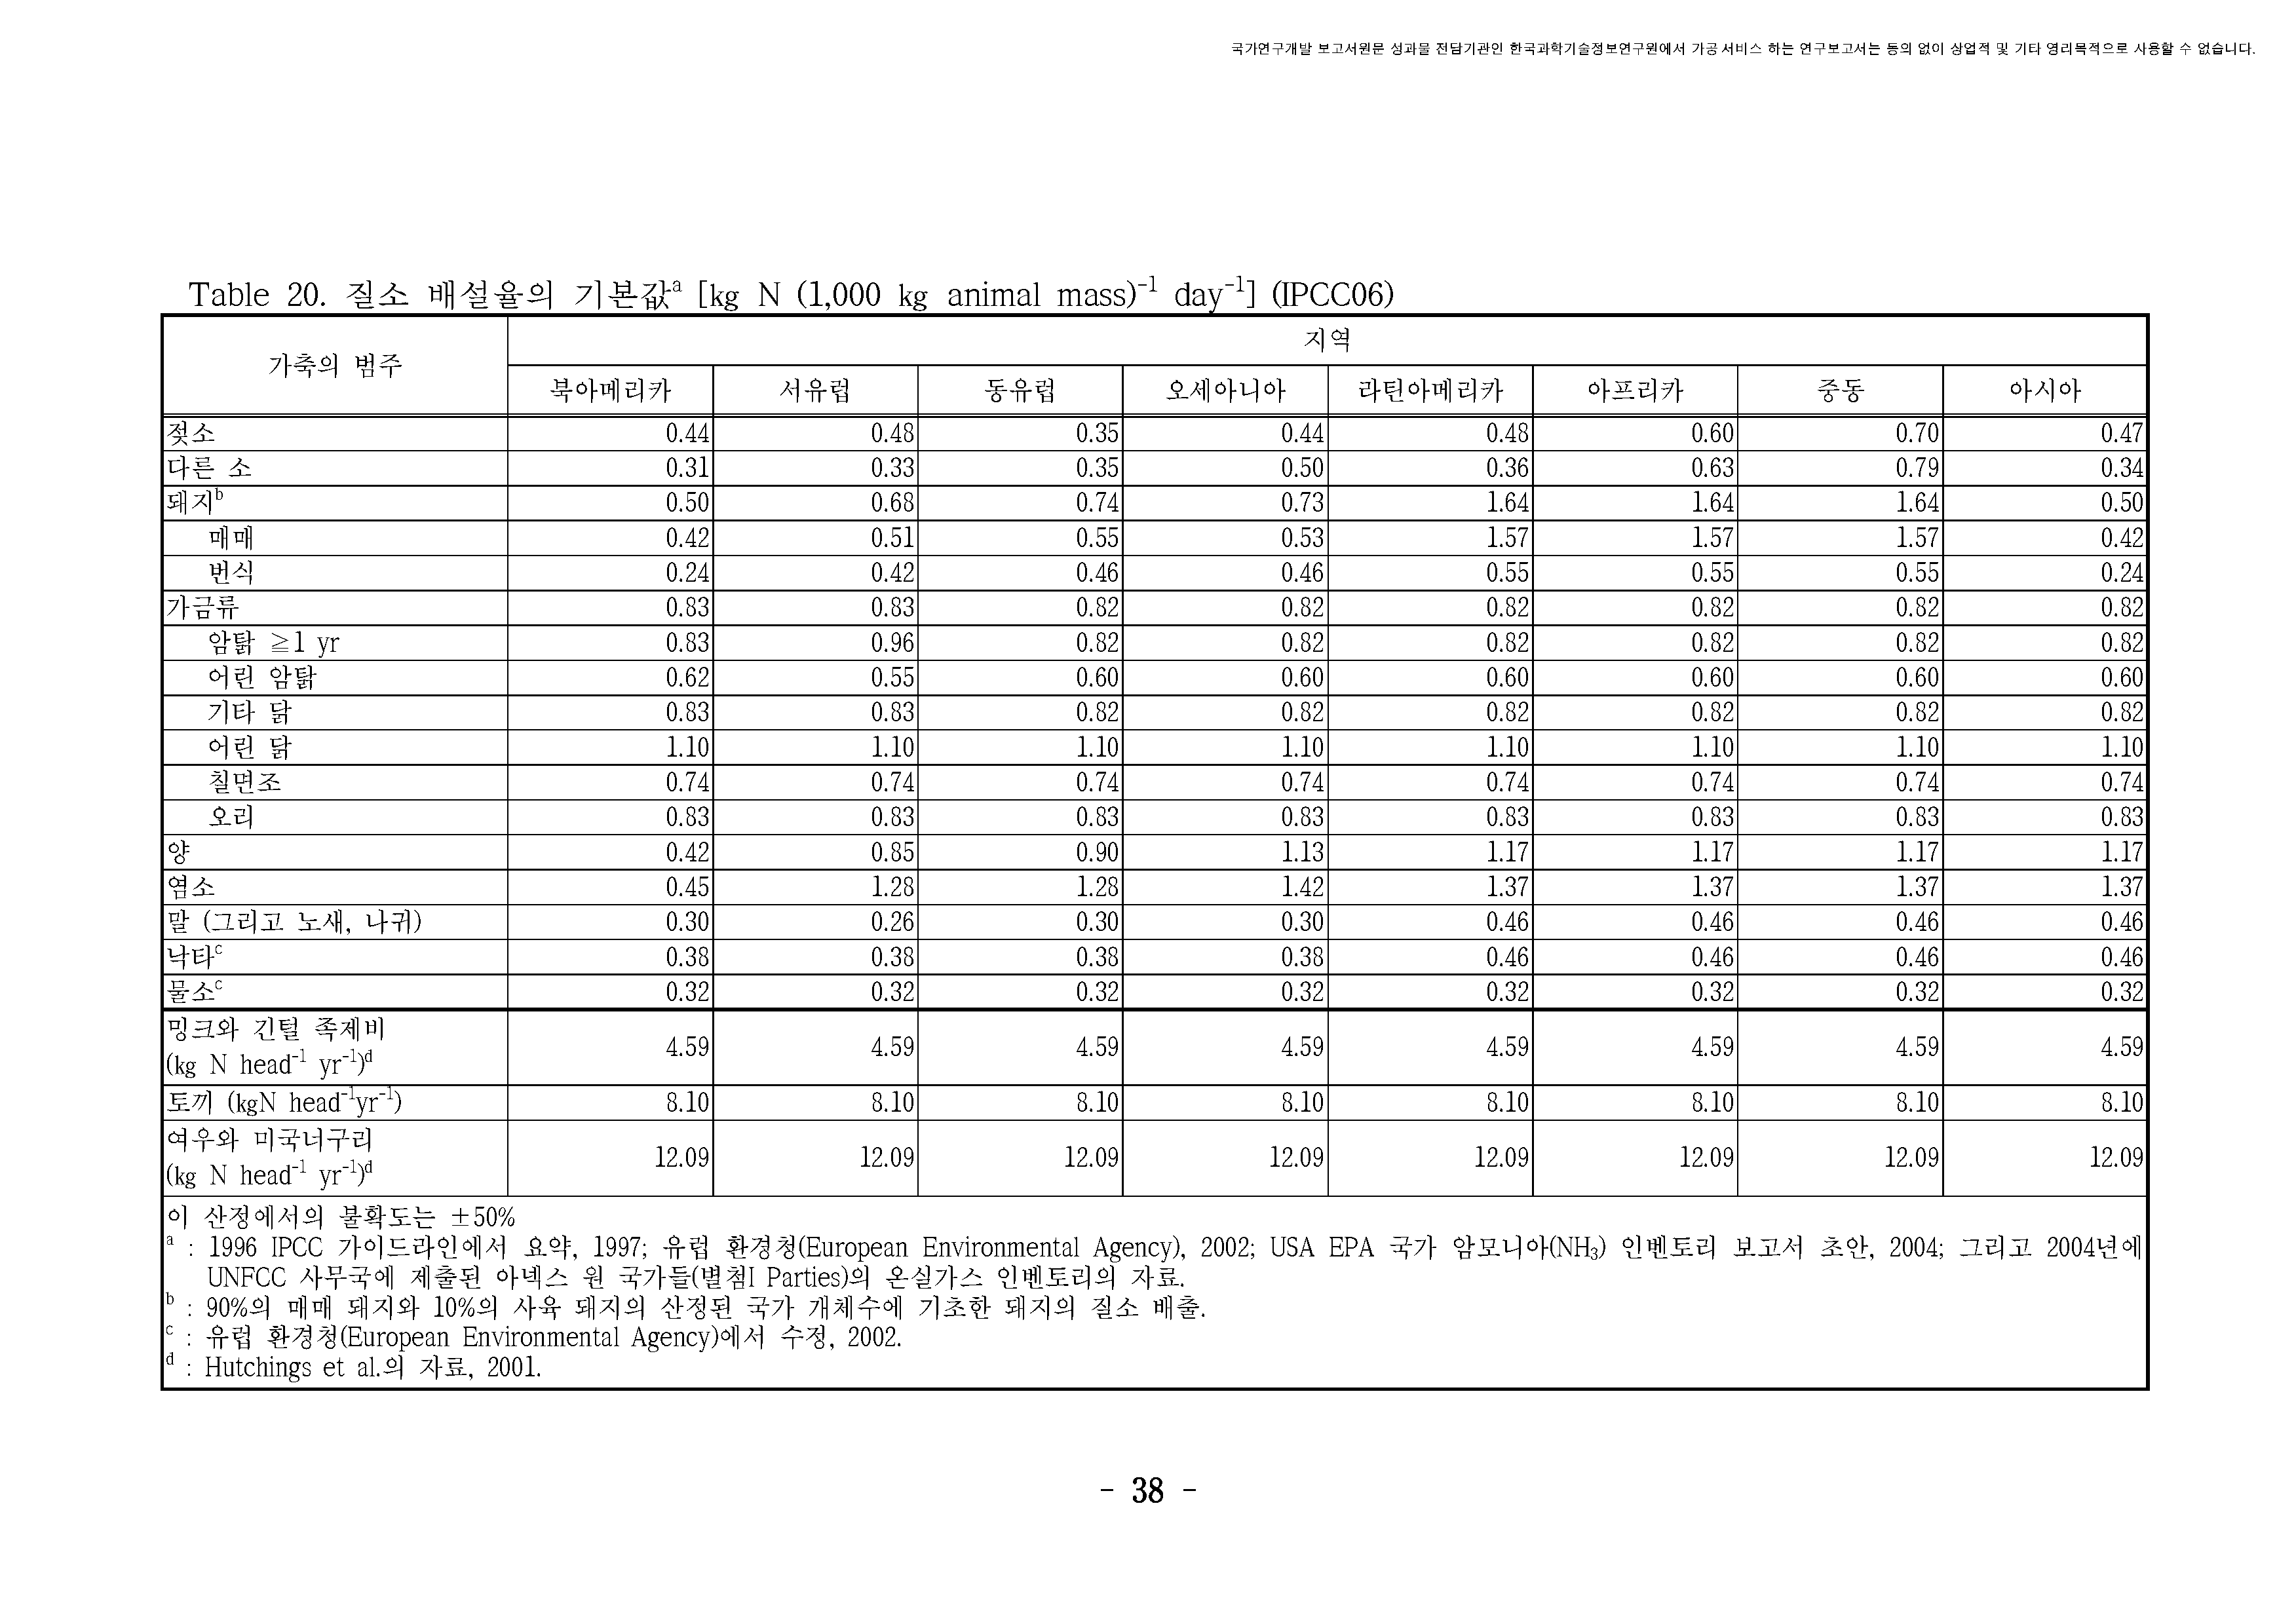 국가연구개발 보고서원문 성과물 전담기관인 한국과학기술정보연구원에서 가공·서비스 하는 연구보고서는 동의 없이 상업적 및 기타 영리목적으로 사용할 수 없습니다.
Table 20. 질소 배설율의 기본값ᵃ [kg N (1,000 kg animal mass)⁻¹ day⁻¹] (IPCC06)
가축의 범주 지역
북아메리카 서유럽 동유럽 오세아니아 라틴아메리카 아프리카 중동 아시아
젖소 0.44 0.48 0.35 0.44 0.48 0.60 0.70 0.47
다른 소 0.31 0.33 0.35 0.50 0.36 0.63 0.79 0.34
돼지ᵇ 0.50 0.68 0.74 0.73 1.64 1.64 1.64 0.50
매매 0.42 0.51 0.55 0.53 1.57 1.57 1.57 0.42
번식 0.24 0.42 0.46 0.46 0.55 0.55 0.55 0.24
가금류 0.83 0.83 0.82 0.82 0.82 0.82 0.82 0.82
암탉 ≧1 yr 0.83 0.96 0.82 0.82 0.82 0.82 0.82 0.82
어린 암탉 0.62 0.55 0.60 0.60 0.60 0.60 0.60 0.60
기타 닭 0.83 0.83 0.82 0.82 0.82 0.82 0.82 0.82
어린 닭 1.10 1.10 1.10 1.10 1.10 1.10 1.10 1.10
칠면조 0.74 0.74 0.74 0.74 0.74 0.74 0.74 0.74
오리 0.83 0.83 0.83 0.83 0.83 0.83 0.83 0.83
양 0.42 0.85 0.90 1.13 1.17 1.17 1.17 1.17
염소 0.45 1.28 1.28 1.42 1.37 1.37 1.37 1.37
말 (그리고 노새, 나귀) 0.30 0.26 0.30 0.30 0.46 0.46 0.46 0.46
낙타ᶜ 0.38 0.38 0.38 0.38 0.46 0.46 0.46 0.46
물소ᶜ 0.32 0.32 0.32 0.32 0.32 0.32 0.32 0.32
밍크와 긴털 족제비
(kg N head⁻¹ yr⁻¹)ᵈ 4.59 4.59 4.59 4.59 4.59 4.59 4.59 4.59
토끼 (kgN head⁻¹yr⁻¹) 8.10 8.10 8.10 8.10 8.10 8.10 8.10 8.10
여우와 미국너구리
(kg N head⁻¹ yr⁻¹)ᵈ 12.09 12.09 12.09 12.09 12.09 12.09 12.09 12.09
이 산정에서의 불확도는 ±50%
ᵃ : 1996 IPCC 가이드라인에서 요약, 1997; 유럽 환경청(European Environmental Agency), 2002; USA EPA 국가 암모니아(NH₃) 인벤토리 보고서 초안, 2004; 그리고 2004년에
UNFCC 사무국에 제출된 아넥스 원 국가들(별첨I Parties)의 온실가스 인벤토리의 자료.
ᵇ : 90%의 매매 돼지와 10%의 사육 돼지의 산정된 국가 개체수에 기초한 돼지의 질소 배출.
ᶜ : 유럽 환경청(European Environmental Agency)에서 수정, 2002.
ᵈ : Hutchings et al.의 자료, 2001.
- 38 -